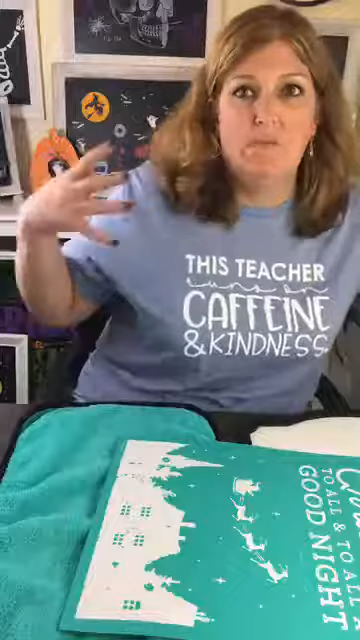 THIS TEACHER
runs on
CAFFEINE
& KINDNESS
TO ALL & TO ALL A
GOOD NIGHT